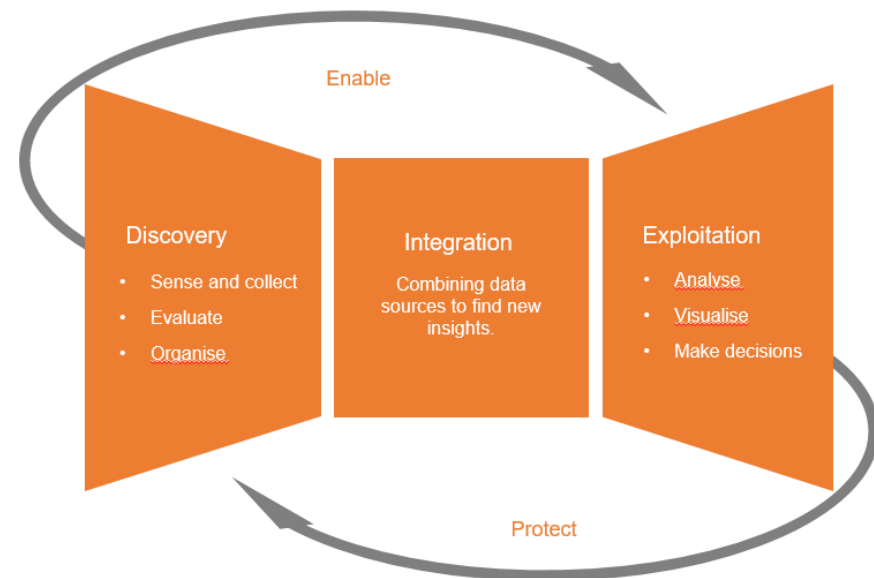 Enable
Discovery
• Sense and collect
• Evaluate
• Organise
Integration
Combining data
sources to find new
insights.
Exploitation
• Analyse
• Visualise
• Make decisions
Protect